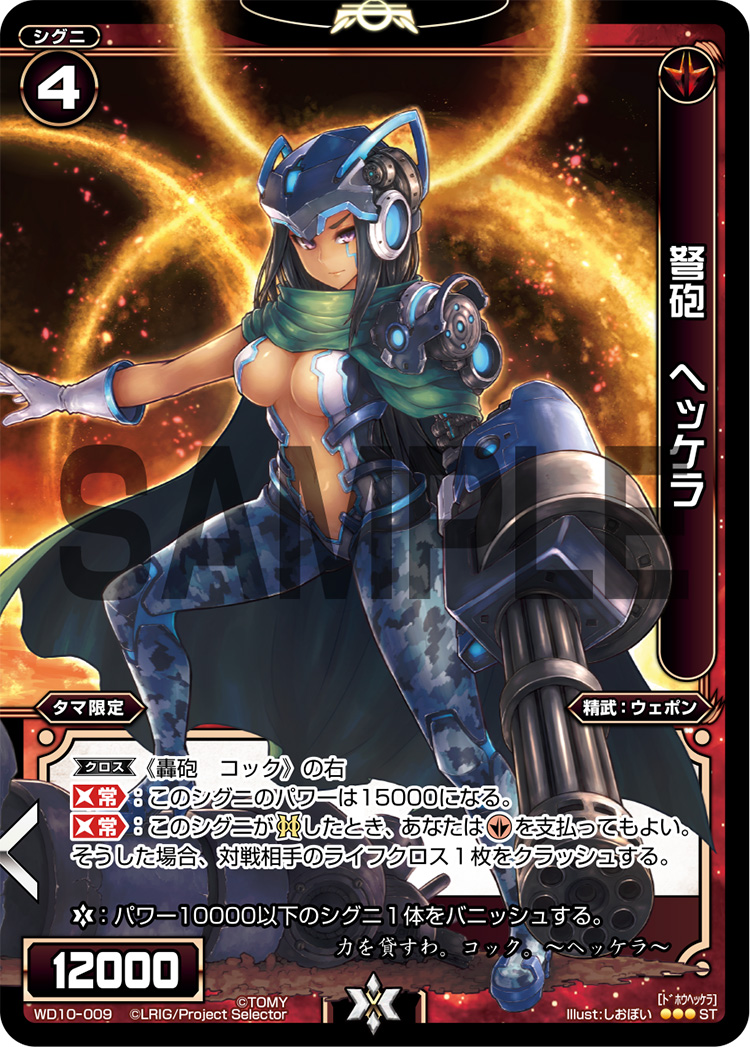 シグニ
4
弩砲 ヘッケラ
SAMPLE
タマ限定
精武：ウェポン
クロス 《轟砲 コック》の右
常：このシグニのパワーは15000になる。
常：このシグニがしたとき、あなたはを支払ってもよい。
そうした場合、対戦相手のライフクロス１枚をクラッシュする。
：パワー10000以下のシグニ１体をバニッシュする。
力を貸すわ。コック。～ヘッケラ～
12000
©TOMY
WD10-009 ©LRIG/Project Selector
[ﾄﾞﾎｳﾍｯｹﾗ]
Illust:しおぼい
ST